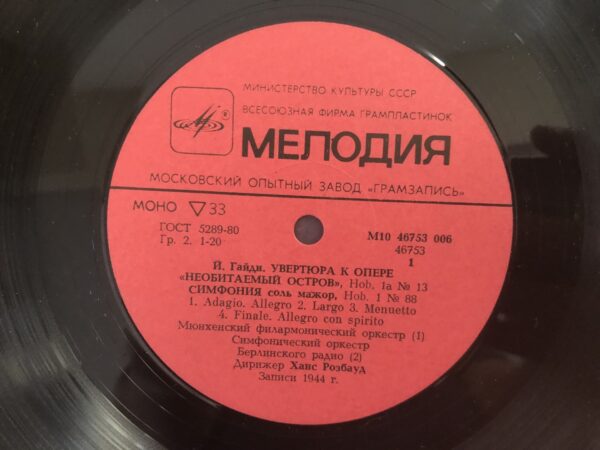 МИНИСТЕРСТВО КУЛЬТУРЫ СССР
ВСЕСОЮЗНАЯ ФИРМА ГРАМПЛАСТИНОК
®
МЕЛОДИЯ
МОСКОВСКИЙ ОПЫТНЫЙ ЗАВОД «ГРАМЗАПИСЬ»
МОНО ▽ 33
ГОСТ 5289-80
Гр. 2. 1-20
М10 46753 006
46753
1
Й. Гайдн. УВЕРТЮРА К ОПЕРЕ
«НЕОБИТАЕМЫЙ ОСТРОВ», Hob. 1a № 13
СИМФОНИЯ соль мажор, Hob. 1 № 88
1. Adagio. Allegro 2. Largo 3. Menuetto
4. Finale. Allegro con spirito
Мюнхенский филармонический оркестр (1)
Симфонический оркестр
Берлинского радио (2)
Дирижер Ханс Розбауд
Записи 1944 г.